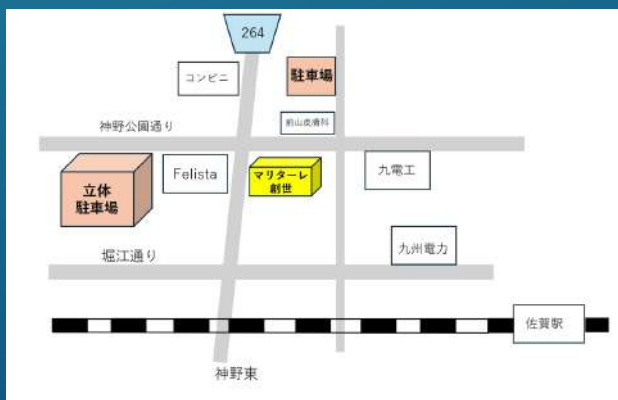 264
コンビニ
駐車場
前山皮膚科
神野公園通り
立体
駐車場
Felista
マリターレ
創世
九電工
堀江通り
九州電力
佐賀駅
神野東